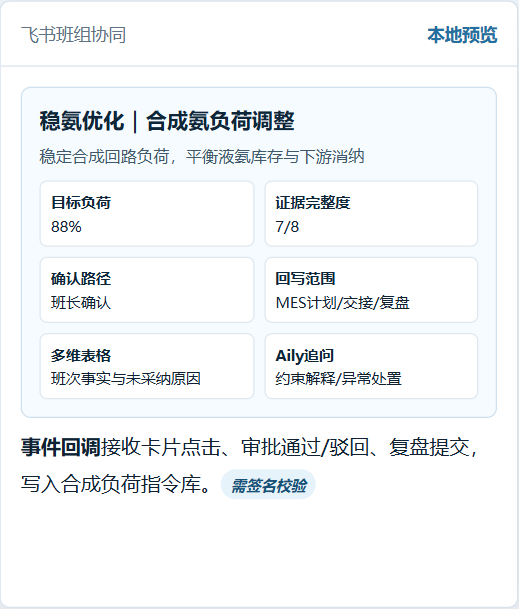 飞书班组协同
本地预览
稳氨优化｜合成氨负荷调整
稳定合成回路负荷，平衡液氨库存与下游消纳
目标负荷
88%
证据完整度
7/8
确认路径
班长确认
回写范围
MES计划/交接/复盘
多维表格
班次事实与未采纳原因
Aily追问
约束解释/异常处置
事件回调接收卡片点击、审批通过/驳回、复盘提交，
写入合成负荷指令库。 需签名校验